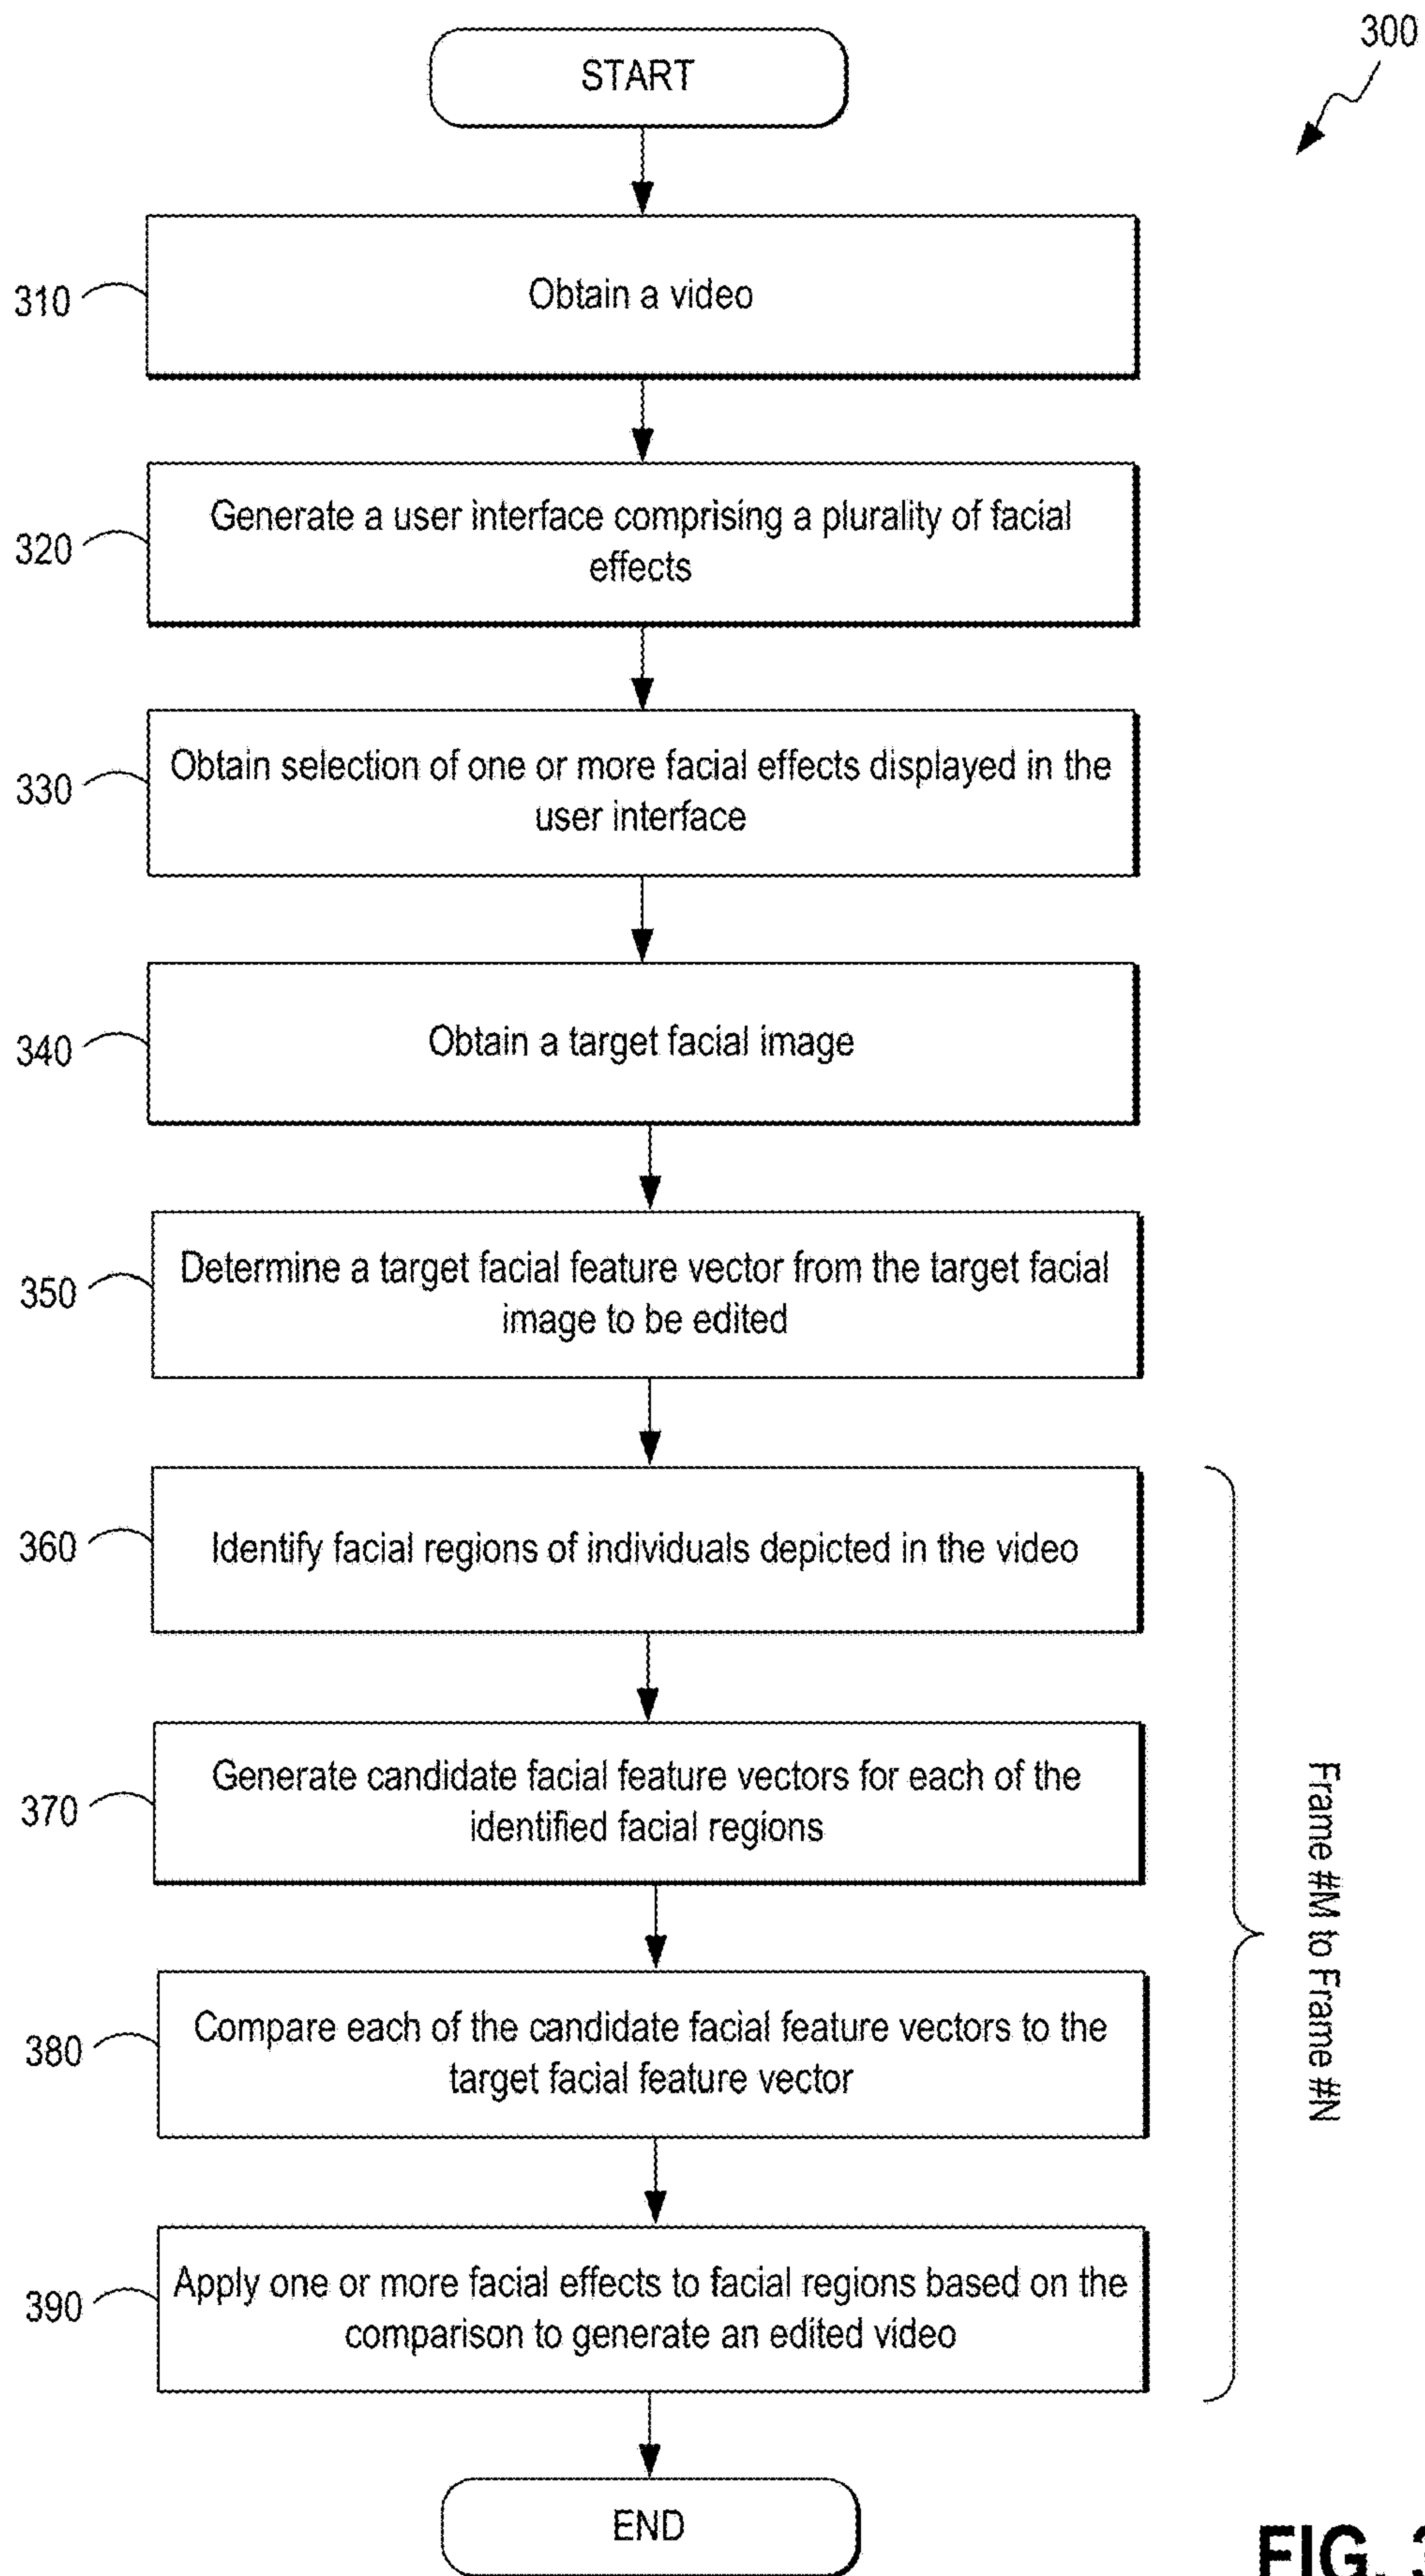 300
START
310
Obtain a video
320
Generate a user interface comprising a plurality of facial
effects
330
Obtain selection of one or more facial effects displayed in the
user interface
340
Obtain a target facial image
350
Determine a target facial feature vector from the target facial
image to be edited
360
Identify facial regions of individuals depicted in the video
370
Generate candidate facial feature vectors for each of the
identified facial regions
Frame #M to Frame #N
380
Compare each of the candidate facial feature vectors to the
target facial feature vector
390
Apply one or more facial effects to facial regions based on the
comparison to generate an edited video
END
FIG. 3